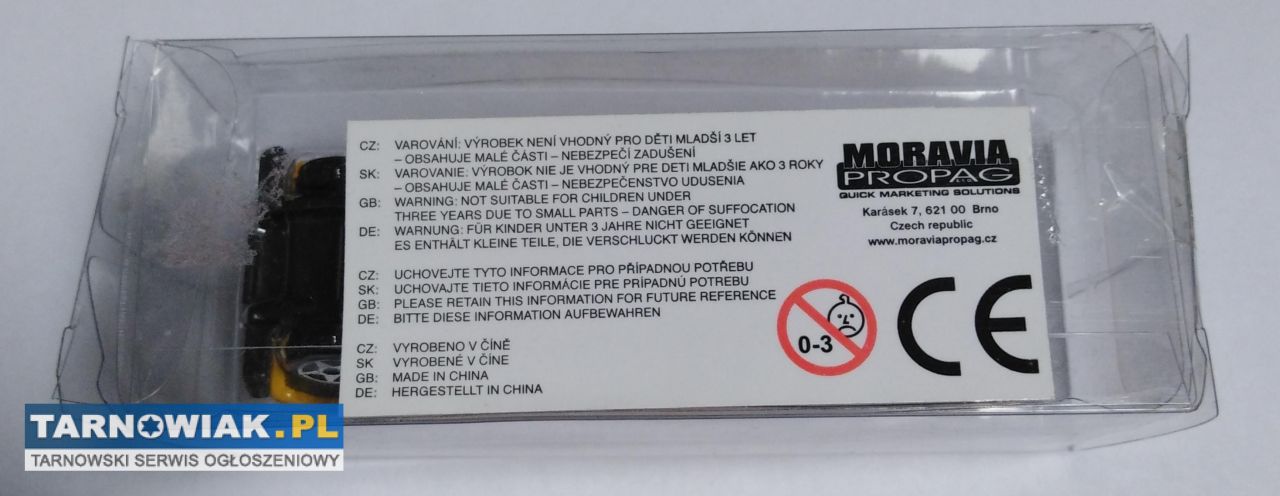 CZ: VAROVÁNÍ: VÝROBEK NENÍ VHODNÝ PRO DĚTI MLADŠÍ 3 LET
– OBSAHUJE MALÉ ČÁSTI – NEBEZPEČÍ ZADUŠENÍ
SK: VAROVANIE: VÝROBOK NIE JE VHODNÝ PRE DETI MLADŠIE AKO 3 ROKY
– OBSAHUJE MALÉ ČASTI – NEBEZPEČENSTVO UDUSENIA
GB: WARNING: NOT SUITABLE FOR CHILDREN UNDER
THREE YEARS DUE TO SMALL PARTS – DANGER OF SUFFOCATION
DE: WARNUNG: FÜR KINDER UNTER 3 JAHRE NICHT GEEIGNET
ES ENTHÄLT KLEINE TEILE, DIE VERSCHLUCKT WERDEN KÖNNEN
CZ: UCHOVEJTE TYTO INFORMACE PRO PŘÍPADNOU POTŘEBU
SK: UCHOVAJTE TIETO INFORMÁCIE PRE PRÍPADNÚ POTREBU
GB: PLEASE RETAIN THIS INFORMATION FOR FUTURE REFERENCE
DE: BITTE DIESE INFORMATION AUFBEWAHREN
CZ: VYROBENO V ČÍNĚ
SK VYROBENÉ V ČÍNE
GB: MADE IN CHINA
DE: HERGESTELLT IN CHINA
MORAVIA
PROPAG s.r.o.
QUICK MARKETING SOLUTIONS
Karásek 7, 621 00 Brno
Czech republic
www.moraviapropag.cz
0-3
CE
TARNOWIAK.PL
TARNOWSKI SERWIS OGŁOSZENIOWY